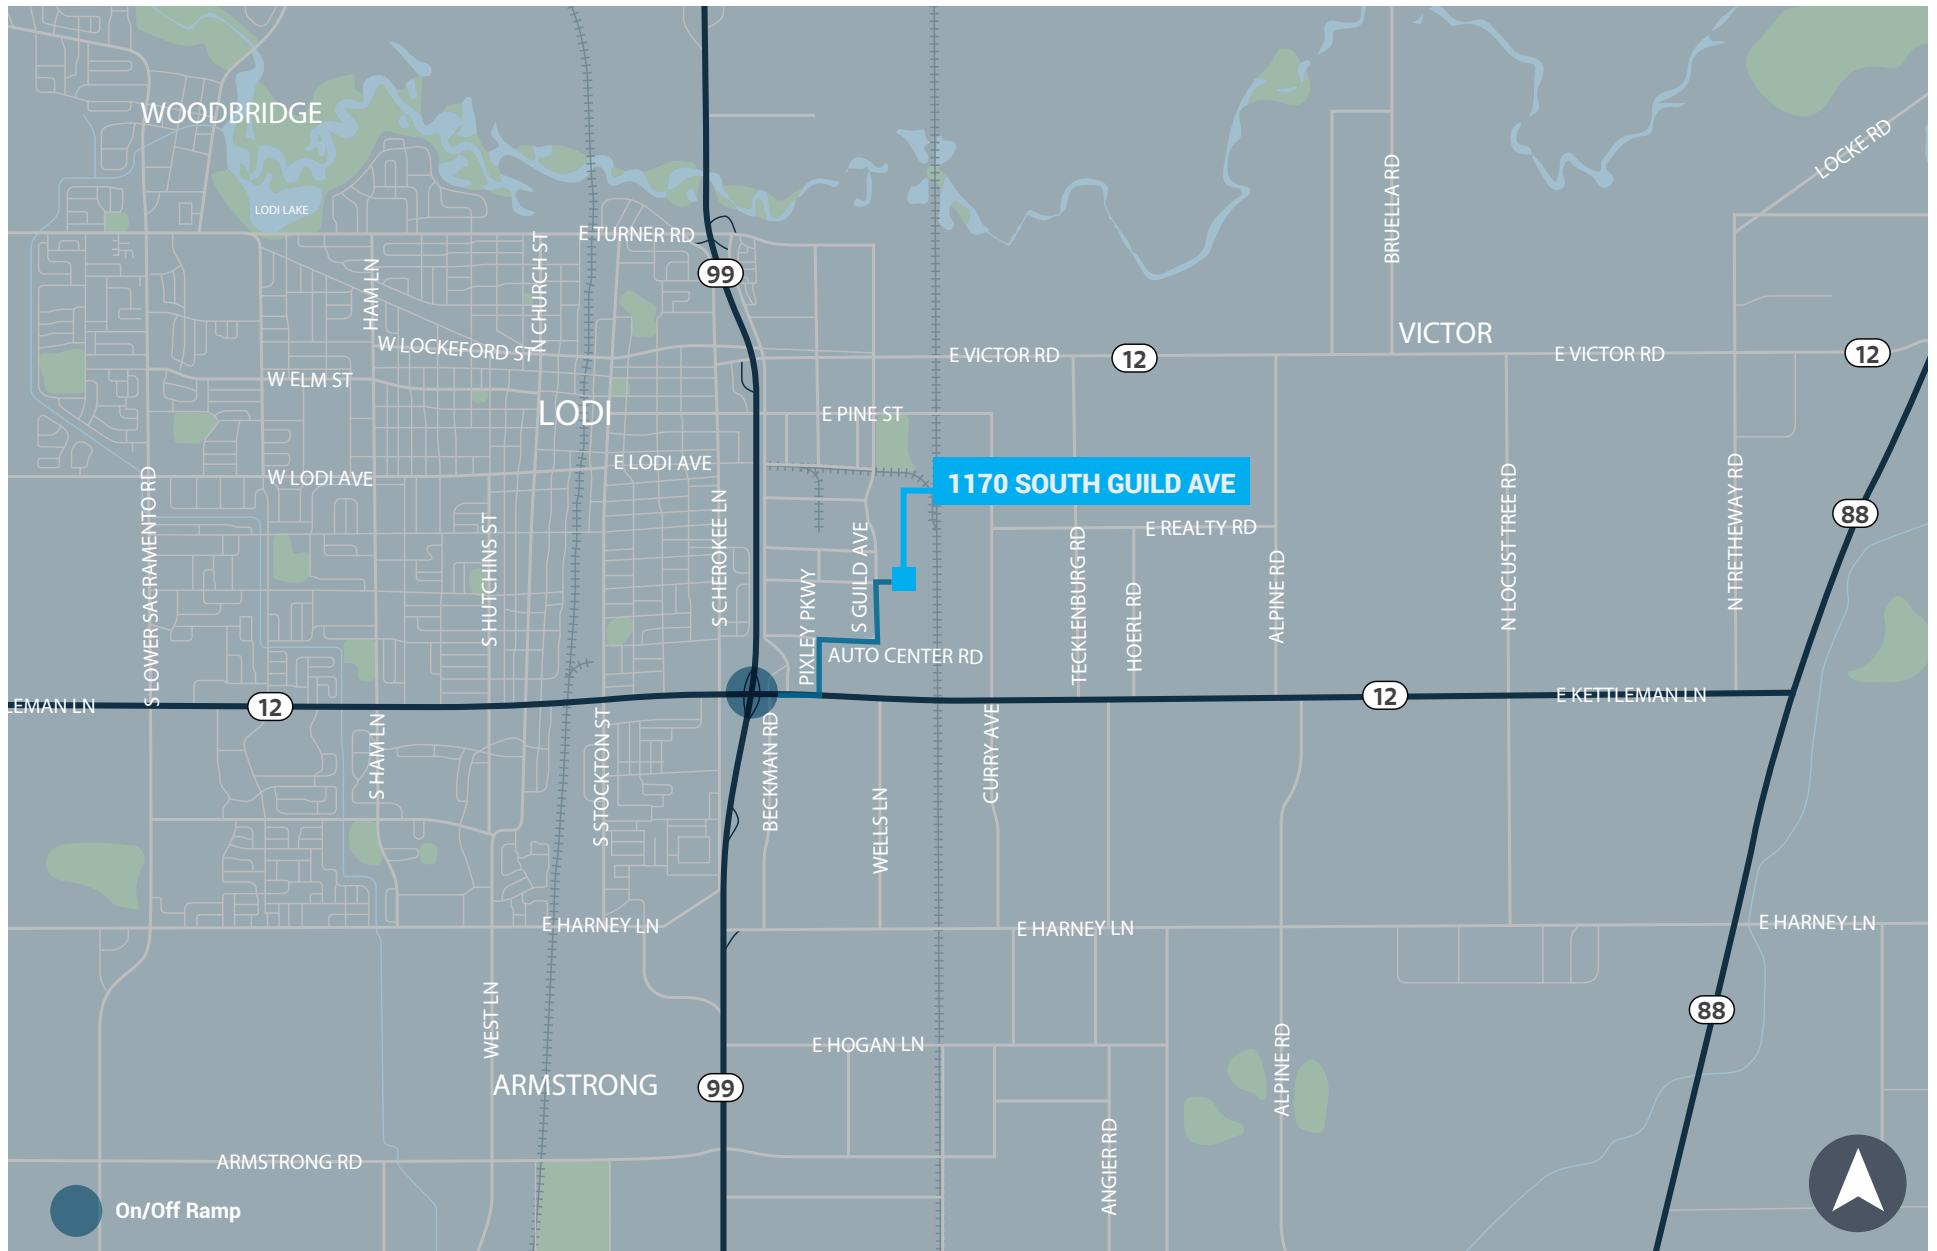 WOODBRIDGE
LOCKE RD
BRUELLA RD
LODI LAKE
E TURNER RD
HAM LN
N CHURCH ST
99
W LOCKEFORD ST
VICTOR
E VICTOR RD
12
E VICTOR RD
12
W ELM ST
LODI
E PINE ST
E LODI AVE
W LODI AVE
1170 SOUTH GUILD AVE
88
S LOWER SACRAMENTO RD
S HUTCHINS ST
S CHEROKEE LN
PIXLEY PKWY
S GUILD AVE
E REALTY RD
TECKLENBURG RD
HOERL RD
ALPINE RD
N LOCUST TREE RD
N TRETHEWAY RD
AUTO CENTER RD
LEMAN LN
12
12
E KETTLEMAN LN
S HAM LN
S STOCKTON ST
BECKMAN RD
WELLS LN
CURRY AVE
E HARNEY LN
E HARNEY LN
E HARNEY LN
WEST LN
88
E HOGAN LN
ALPINE RD
ARMSTRONG
99
ANGIER RD
ARMSTRONG RD
On/Off Ramp